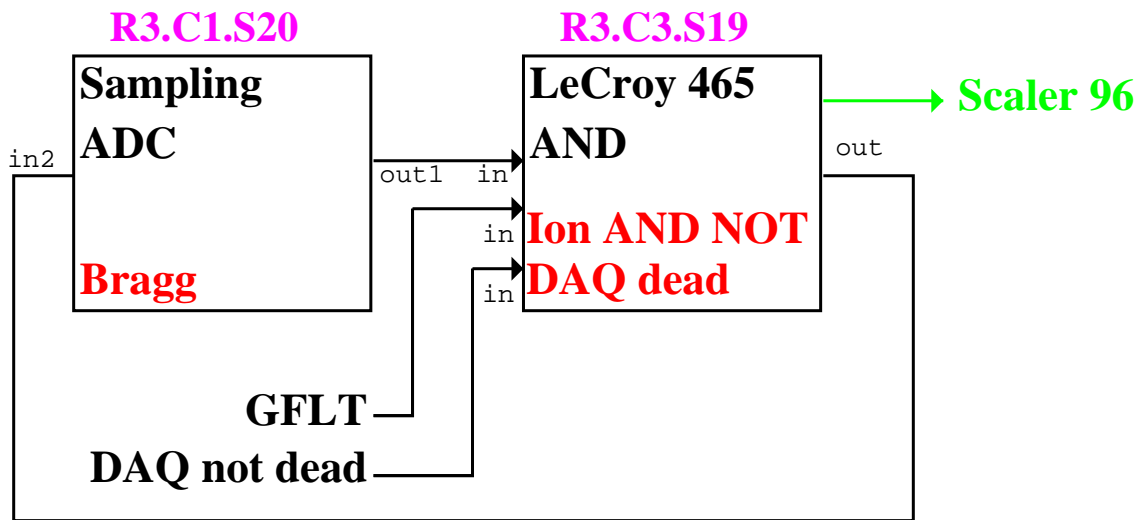 R3.C1.S20
R3.C3.S19
Sampling
ADC
Bragg
LeCroy 465
AND
Ion AND NOT
DAQ dead
Scaler 96
in2
out1
in
in
in
out
GFLT
DAQ not dead